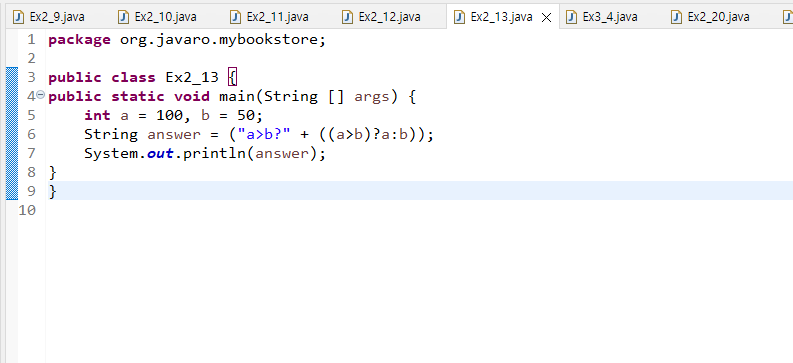 Ex2_9.java Ex2_10.java Ex2_11.java Ex2_12.java Ex2_13.java Ex3_4.java Ex2_20.java
1 package org.javaro.mybookstore;
2
3 public class Ex2_13 {
4 public static void main(String [] args) {
5     int a = 100, b = 50;
6     String answer = ("a>b?" + ((a>b)?a:b));
7     System.out.println(answer);
8 }
9 }
10